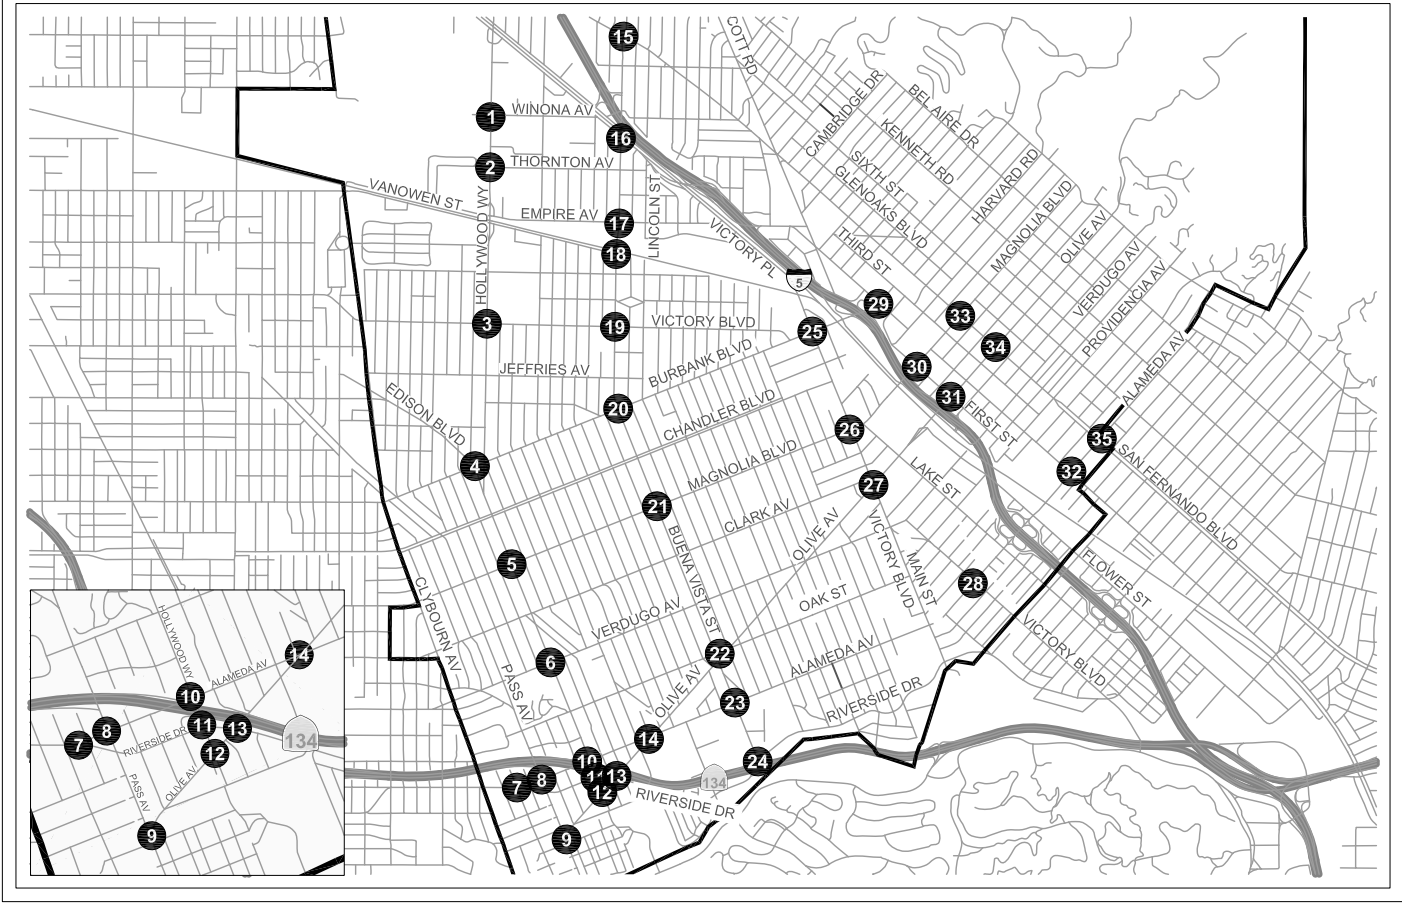 15
COTT RD
1
WINONA AV
16
CAMBRIDGE DR
BEL AIRE DR
KENNETH RD
2
THORNTON AV
SIXTH ST
GLENOAKS BLVD
HARVARD RD
MAGNOLIA BLVD
OLIVE AV
VANOWEN ST
HOLLYWOOD WY
EMPIRE AV
17
LINCOLN ST
18
VICTORY PL
THIRD ST
VERDUGO AV
PROVIDENCIA AV
5
29
3
19
VICTORY BLVD
25
33
34
JEFFRIES AV
BURBANK BLVD
30
ALAMEDA AV
EDISON BLVD
20
CHANDLER BLVD
31
FIRST ST
26
35
4
MAGNOLIA BLVD
32
SAN FERNANDO BLVD
27
LAKE ST
21
CLARK AV
OLIVE AV
VICTORY BLVD
BUENA VISTA ST
5
MAIN ST
28
FLOWER ST
CLYBOURN AV
VERDUGO AV
OAK ST
VICTORY BLVD
22
6
ALAMEDA AV
PASS AV
OLIVE AV
23
RIVERSIDE DR
14
10
24
11
13
8
7
12
134
RIVERSIDE DR
9
HOLLYWOOD WY
14
ALAMEDA AV
10
11
13
8
7
RIVERSIDE DR
12
134
PASS AV
OLIVE AV
9